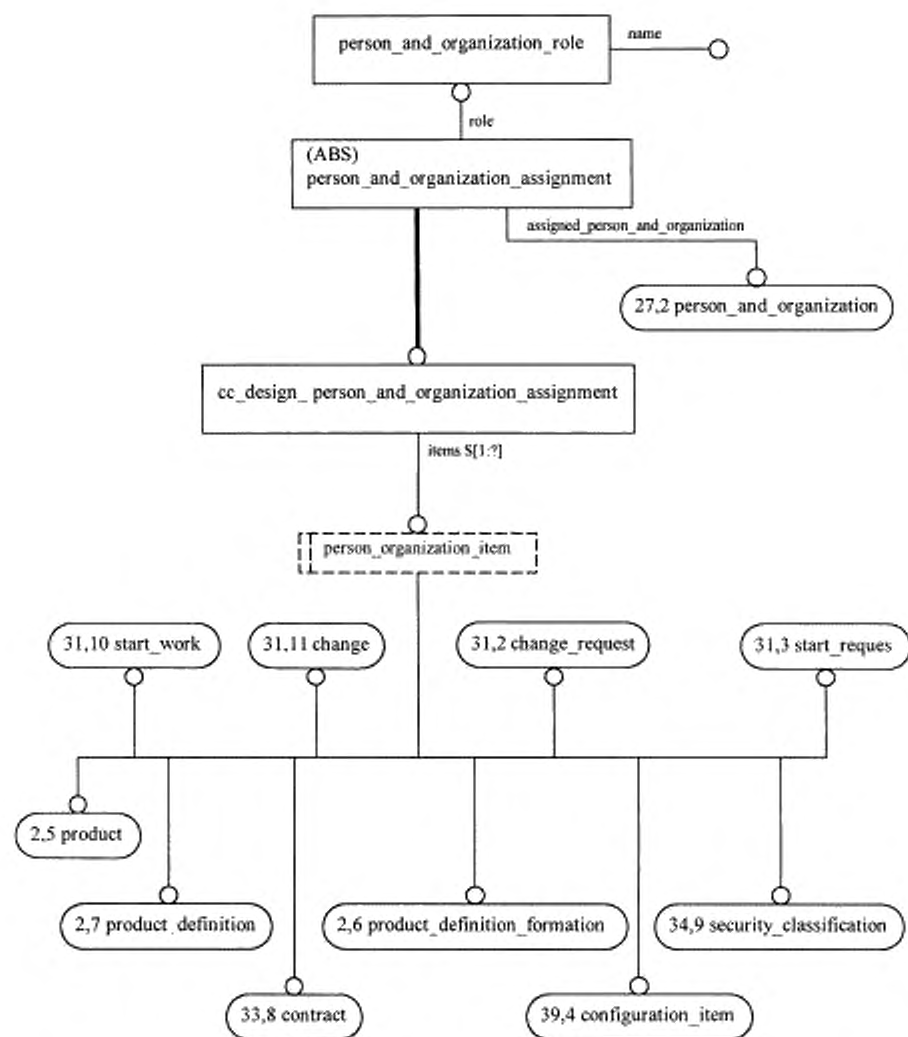 person_and_organization_role
name
role
(ABS)
person_and_organization_assignment
assigned_person_and_organization
27,2 person_and_organization
cc_design_ person_and_organization_assignment
items S[1:?]
person_organization_item
31,10 start_work
31,11 change
31,2 change_request
31,3 start_reques
2,5 product
2,7 product_definition
2,6 product_definition_formation
34,9 security_classification
33,8 contract
39,4 configuration_item